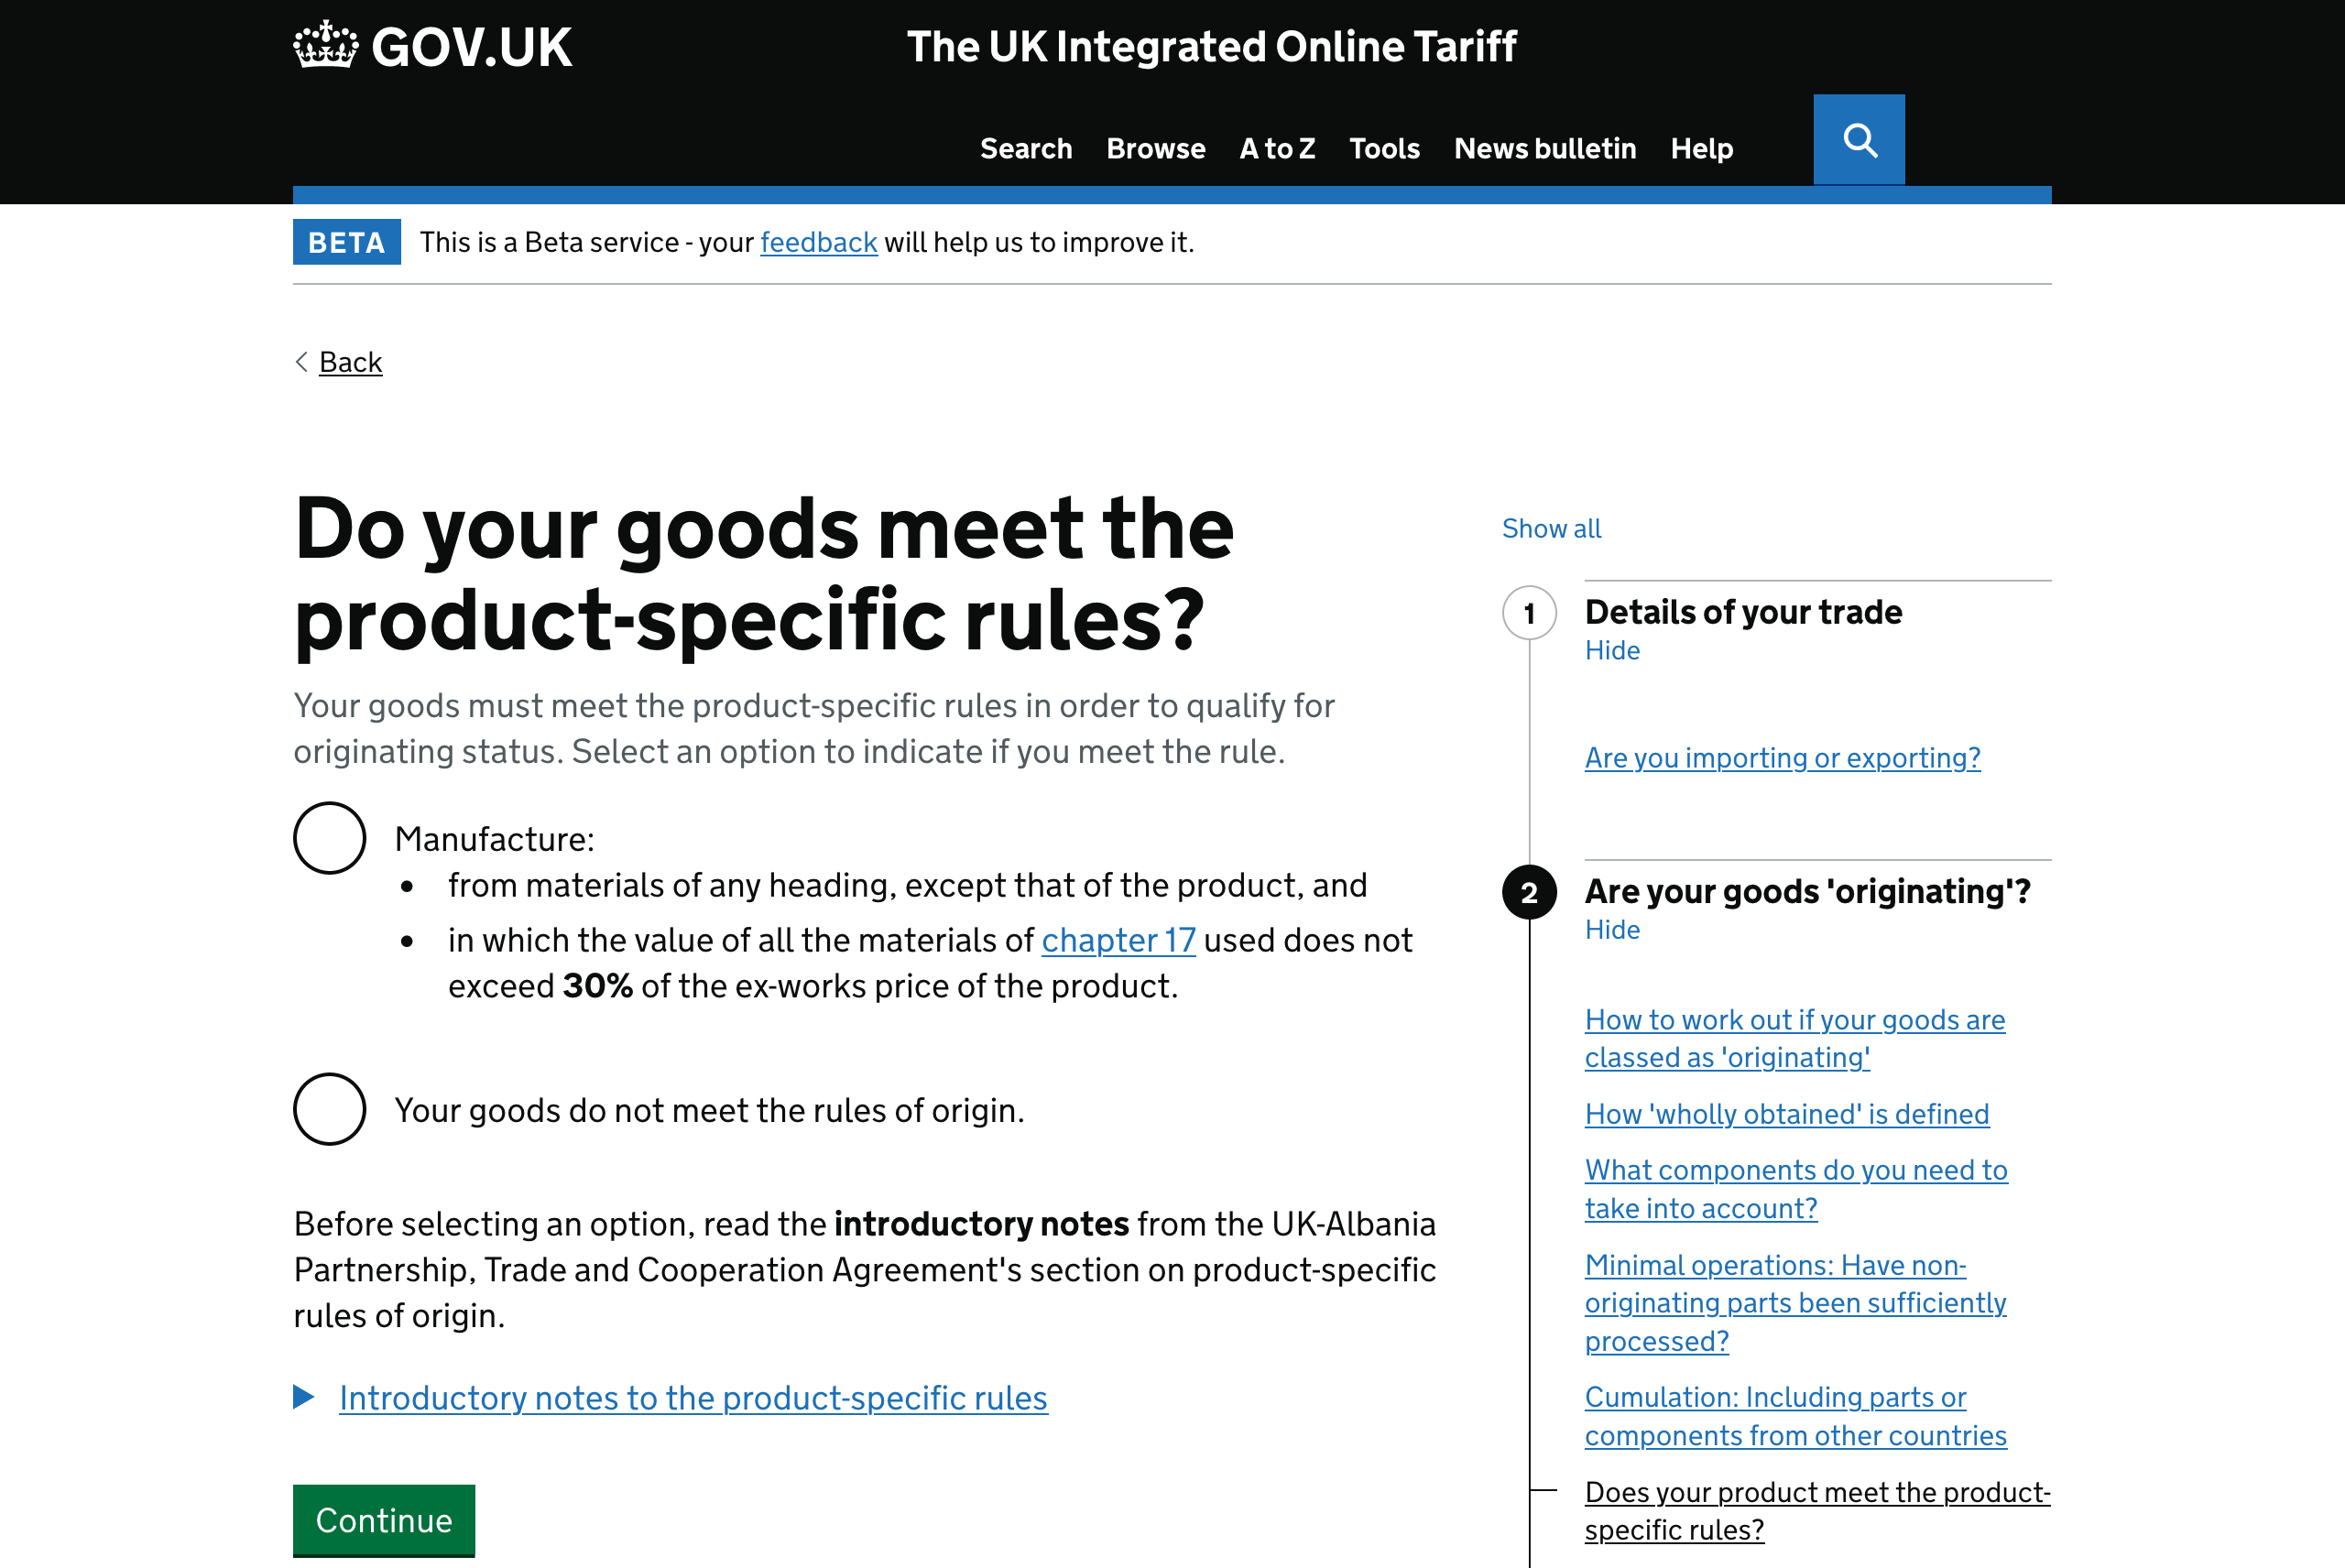 GOV.UK
The UK Integrated Online Tariff
Search Browse A to Z Tools News bulletin Help
BETA This is a Beta service - your feedback will help us to improve it.
Back
Do your goods meet the
product-specific rules?
Your goods must meet the product-specific rules in order to qualify for
originating status. Select an option to indicate if you meet the rule.
Manufacture:
• from materials of any heading, except that of the product, and
• in which the value of all the materials of chapter 17 used does not
exceed 30% of the ex-works price of the product.
Your goods do not meet the rules of origin.
Before selecting an option, read the introductory notes from the UK-Albania
Partnership, Trade and Cooperation Agreement's section on product-specific
rules of origin.
Introductory notes to the product-specific rules
Continue
Show all
1 Details of your trade
Hide
Are you importing or exporting?
2 Are your goods 'originating'?
Hide
How to work out if your goods are
classed as 'originating'
How 'wholly obtained' is defined
What components do you need to
take into account?
Minimal operations: Have non-
originating parts been sufficiently
processed?
Cumulation: Including parts or
components from other countries
Does your product meet the product-
specific rules?